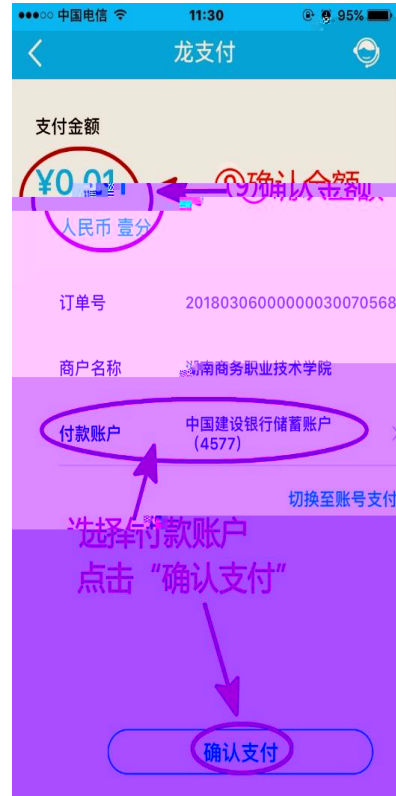 中国电信 11:30 95%
龙支付
支付金额
¥0.01
⑨确认金额
人民币 壹分
订单号 20180306000000030070568
商户名称 湖南商务职业技术学院
付款账户 中国建设银行储蓄账户
（4577）
切换至账号支付
选择付款账户
点击“确认支付”
确认支付